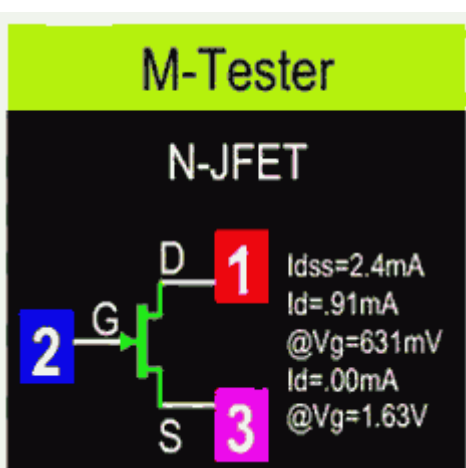 M-Tester
N-JFET
D
1
G
2
S
3
Idss=2.4mA
Id=.91mA
@Vg=631mV
Id=.00mA
@Vg=1.63V